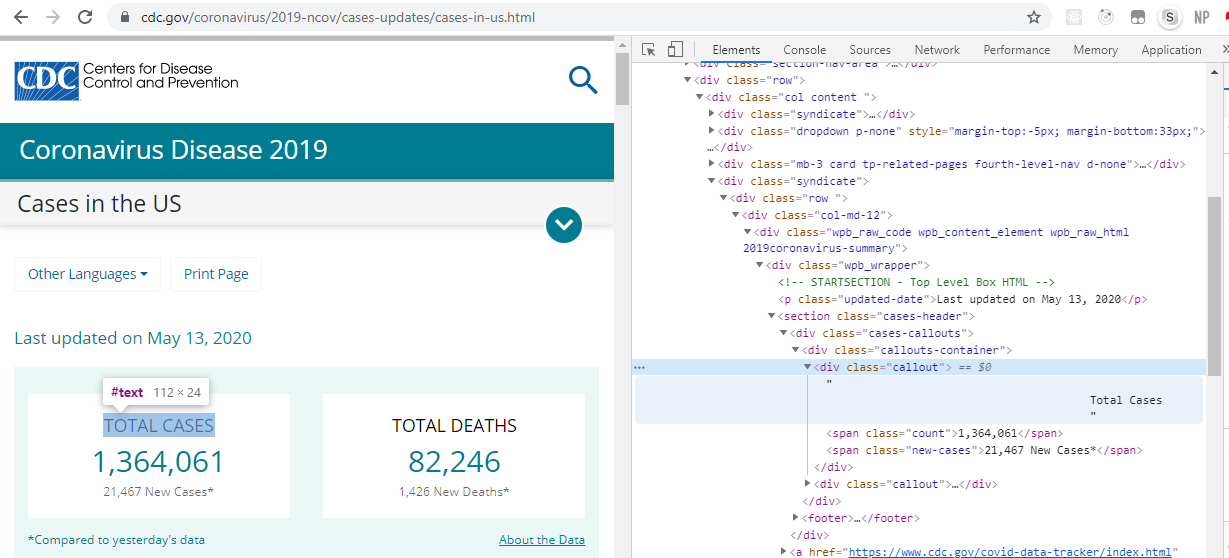 cdc.gov/coronavirus/2019-ncov/cases-updates/cases-in-us.html
S
NP
CDC
Centers for Disease
Control and Prevention
Coronavirus Disease 2019
Cases in the US
Other Languages
Print Page
Last updated on May 13, 2020
#text 112 × 24
TOTAL CASES
1,364,061
21,467 New Cases*
TOTAL DEATHS
82,246
1,426 New Deaths*
*Compared to yesterday's data
About the Data
Elements Console Sources Network Performance Memory Application »
<div class="section-nav-area">…</div>
<div class="row">
<div class="col content ">
<div class="syndicate">…</div>
<div class="dropdown p-none" style="margin-top:-5px; margin-bottom:33px;">
…</div>
<div class="mb-3 card tp-related-pages fourth-level-nav d-none">…</div>
<div class="syndicate">
<div class="row ">
<div class="col-md-12">
<div class="wpb_raw_code wpb_content_element wpb_raw_html
2019coronavirus-summary">
<div class="wpb_wrapper">
<!-- STARTSECTION - Top Level Box HTML -->
<p class="updated-date">Last updated on May 13, 2020</p>
<section class="cases-header">
<div class="cases-callouts">
<div class="callouts-container">
… <div class="callout"> == $0
"
Total Cases
"
<span class="count">1,364,061</span>
<span class="new-cases">21,467 New Cases*</span>
</div>
<div class="callout">…</div>
</div>
<footer>…</footer>
</div>
<a href="https://www.cdc.gov/covid-data-tracker/index.html"